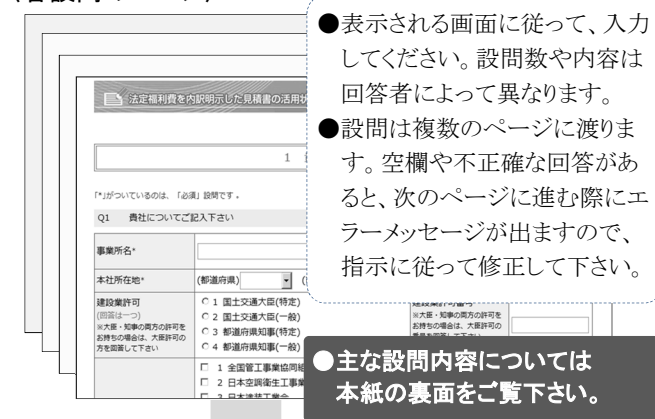 ●表示される画面に従って、入力
してください。設問数や内容は
回答者によって異なります。
●設問は複数のページに渡りま
す。空欄や不正確な回答があ
ると、次のページに進む際にエ
ラーメッセージが出ますので、
指示に従って修正して下さい。
法定福利費を内訳明示した見積書の活用
1
「*」がついているのは、「必須」設問です。
Q1 貴社についてご記入下さい
事業所名*
本社所在地* (都道府県)
建設業許可
(回答は一つ)
※大臣・知事の両方の許可を
お持ちの場合は、大臣許可の
方を回答して下さい
1 国土交通大臣(特定)
2 国土交通大臣(一般)
3 都道府県知事(特定)
4 都道府県知事(一般)
※大臣・知事の両方の許可を
お持ちの場合は、大臣許可の
1 全国管工事業協同組
2 日本空調衛生工事業
●主な設問内容については
本紙の裏面をご覧下さい。